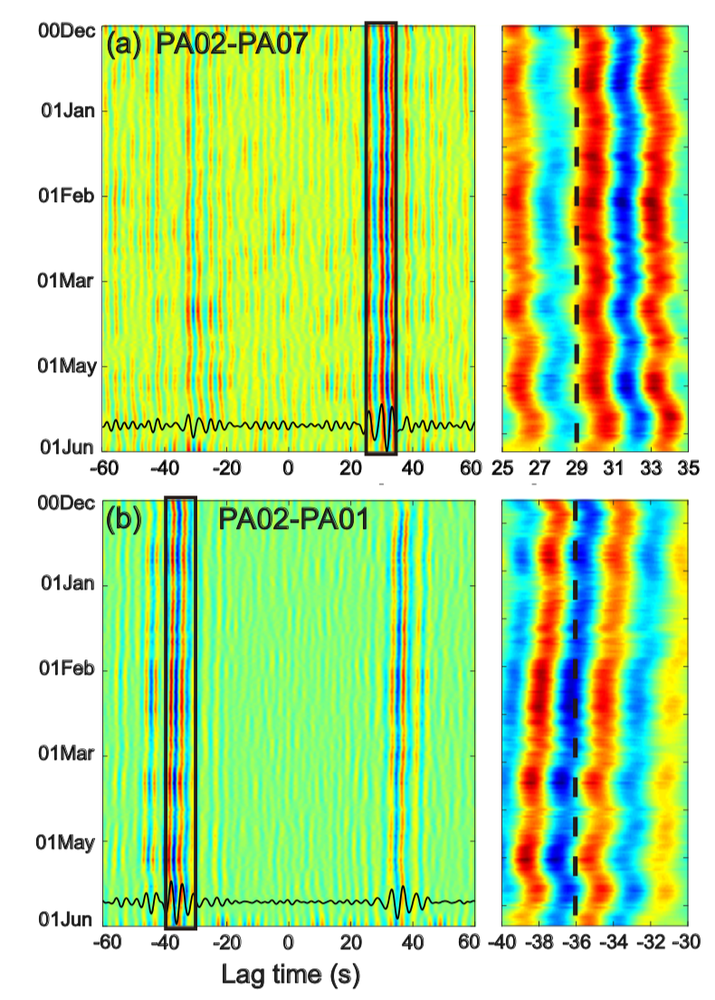 (a) PA02-PA07
00Dec
01Jan
01Feb
01Mar
01May
01Jun
-60 -40 -20 0 20 40 60
25 27 29 31 33 35
(b) PA02-PA01
00Dec
01Jan
01Feb
01Mar
01May
01Jun
-60 -40 -20 0 20 40 60
-40 -38 -36 -34 -32 -30
Lag time (s)